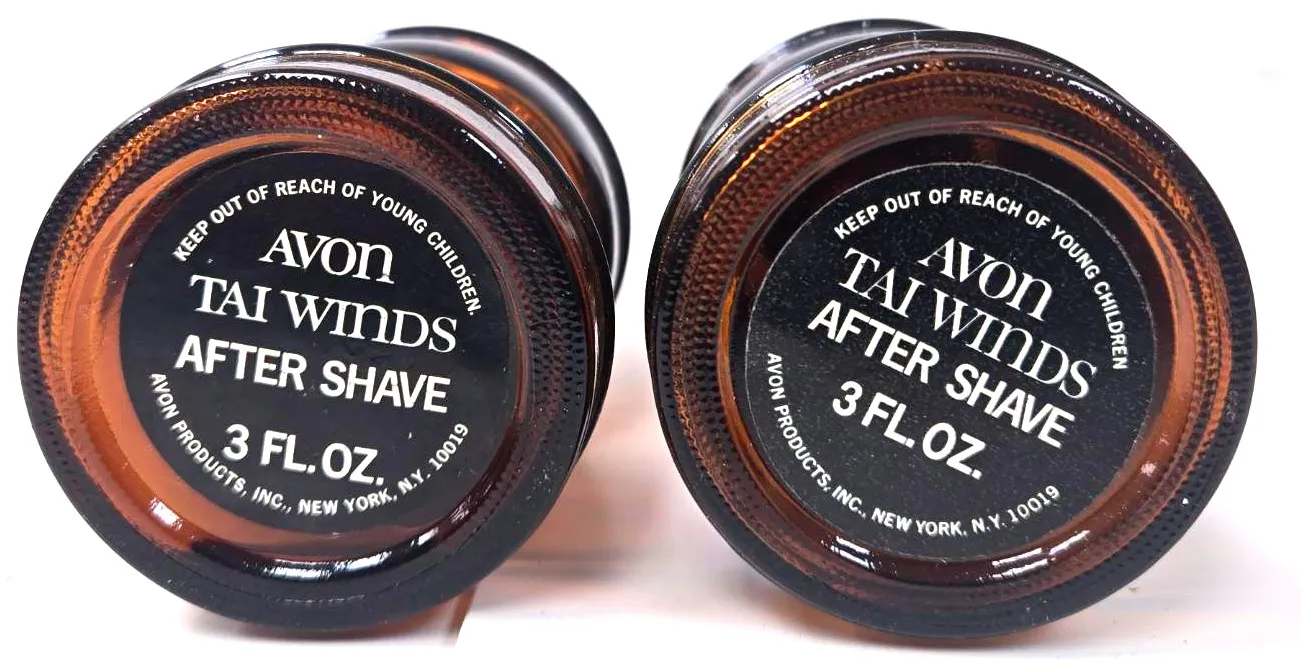 KEEP OUT OF REACH OF YOUNG CHILDREN.
AVON
TAI WINDS
AFTER SHAVE
3 FL. OZ.
AVON PRODUCTS, INC., NEW YORK, N.Y. 10019
KEEP OUT OF REACH OF YOUNG CHILDREN
AVON
TAI WINDS
AFTER SHAVE
3 FL. OZ.
AVON PRODUCTS, INC., NEW YORK, N.Y. 10019